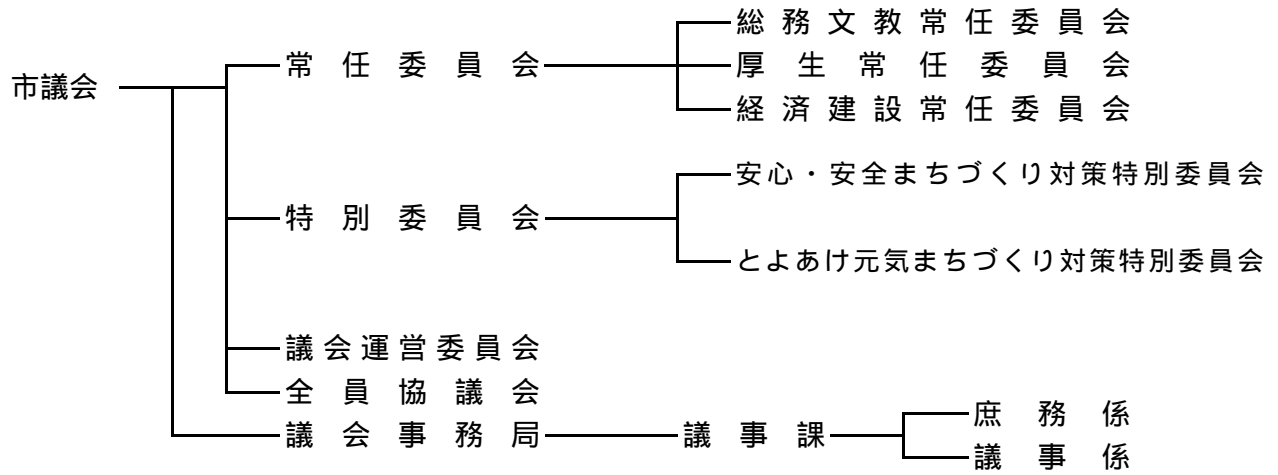 総務文教常任委員会
常任委員会
厚生常任委員会
市議会
経済建設常任委員会
安心・安全まちづくり対策特別委員会
特別委員会
とよあけ元気まちづくり対策特別委員会
議会運営委員会
全員協議会
議会事務局
議事課
庶務係
議事係